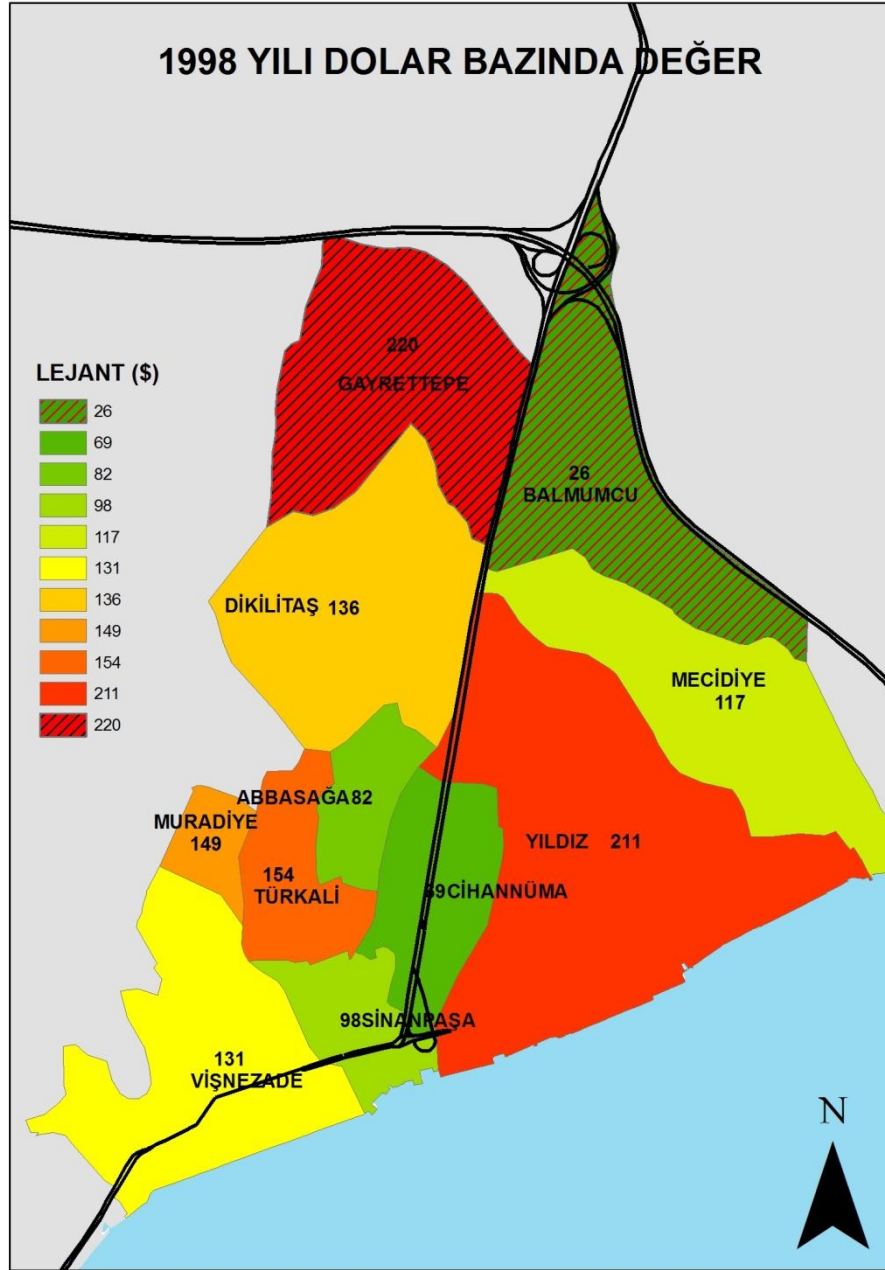 1998 YILI DOLAR BAZINDA DEĞER
220
GAYRETTEPE
LEJANT ($)
26
69
82
98
117
131
136
149
154
211
220
26
BALMUMCU
DİKİLİTAŞ 136
MECİDİYE
117
ABBASAĞA82
MURADİYE
149
YILDIZ 211
154
TÜRKALİ
69CİHANNÜMA
98SİNANPAŞA
131
VİŞNEZADE
N